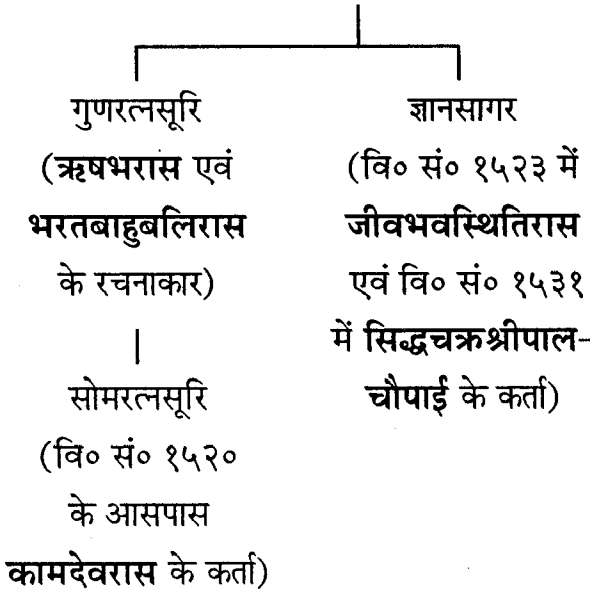 गुणरत्नसूरि
(ऋषभरास एवं
भरतबाहुबलिरास
के रचनाकार)
सोमरत्नसूरि
(वि० सं० १५२०
के आसपास
कामदेवरास के कर्ता)
ज्ञानसागर
(वि० सं० १५२३ में
जीवभवस्थितिरास
एवं वि० सं० १५३१
में सिद्धचक्रश्रीपाल-
चौपाई के कर्ता)